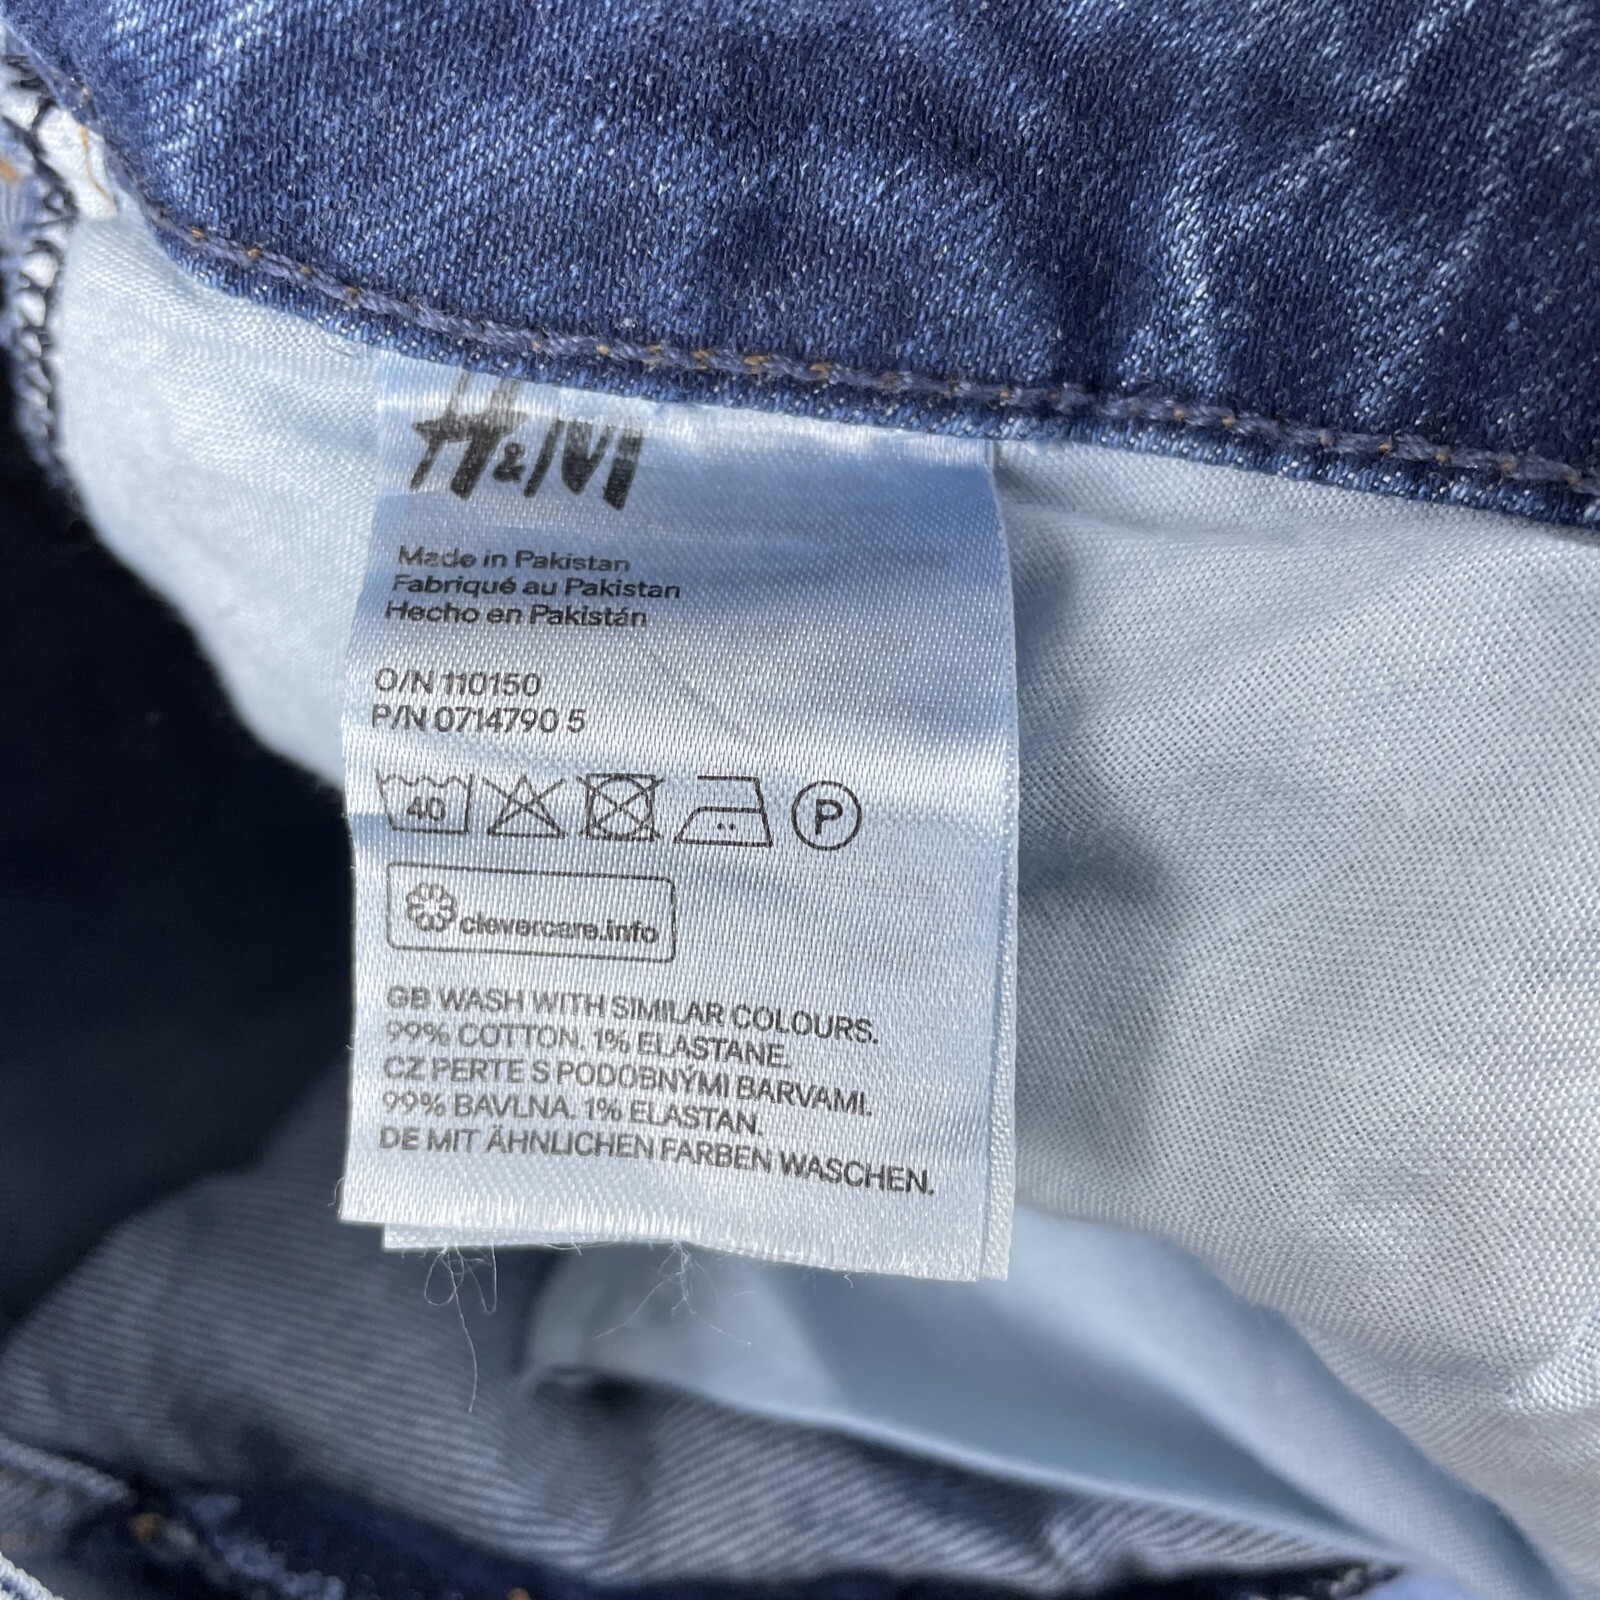 H&M
Made in Pakistan
Fabriqué au Pakistan
Hecho en Pakistán
O/N 110150
P/N 0714790 5
40 P
clevercare.info
GB WASH WITH SIMILAR COLOURS.
99% COTTON. 1% ELASTANE.
CZ PERTE S PODOBNÝMI BARVAMI.
99% BAVLNA. 1% ELASTAN.
DE MIT ÄHNLICHEN FARBEN WASCHEN.